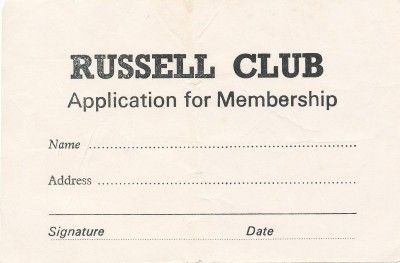 RUSSELL CLUB
Application for Membership
Name ........................................................................
Address ......................................................................
Signature Date